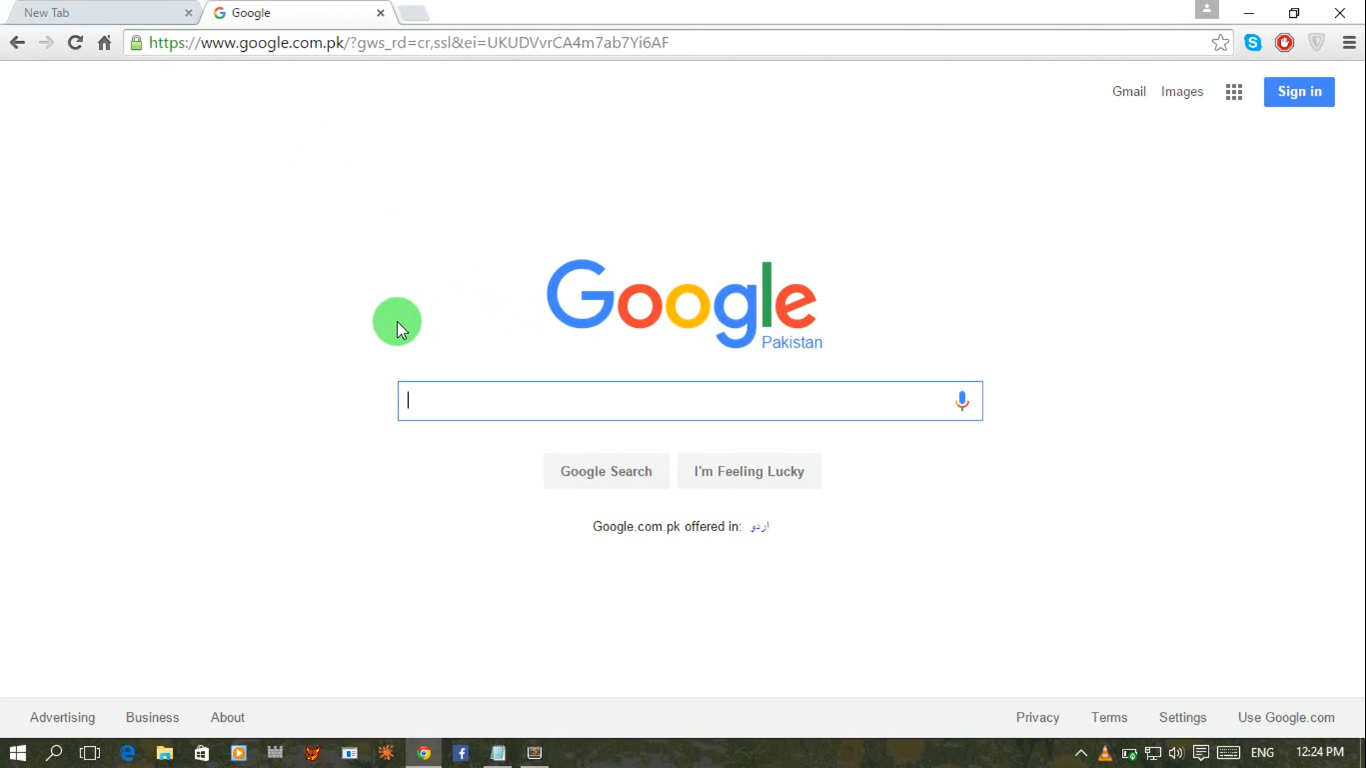 New Tab
Google
https://www.google.com.pk/?gws_rd=cr,ssl&ei=UKUDVvrCA4m7ab7Yi6AF
Gmail Images Sign in
Google
Pakistan
Google Search I'm Feeling Lucky
Google.com.pk offered in: اردو
Advertising Business About Privacy Terms Settings Use Google.com
ENG 12:24 PM